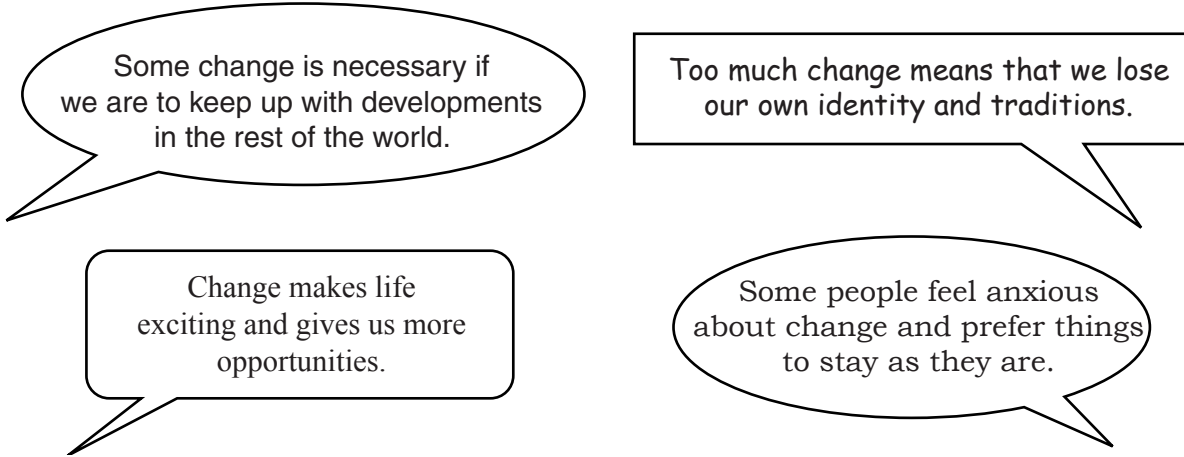 Some change is necessary if
we are to keep up with developments
in the rest of the world.
Too much change means that we lose
our own identity and traditions.
Change makes life
exciting and gives us more
opportunities.
Some people feel anxious
about change and prefer things
to stay as they are.